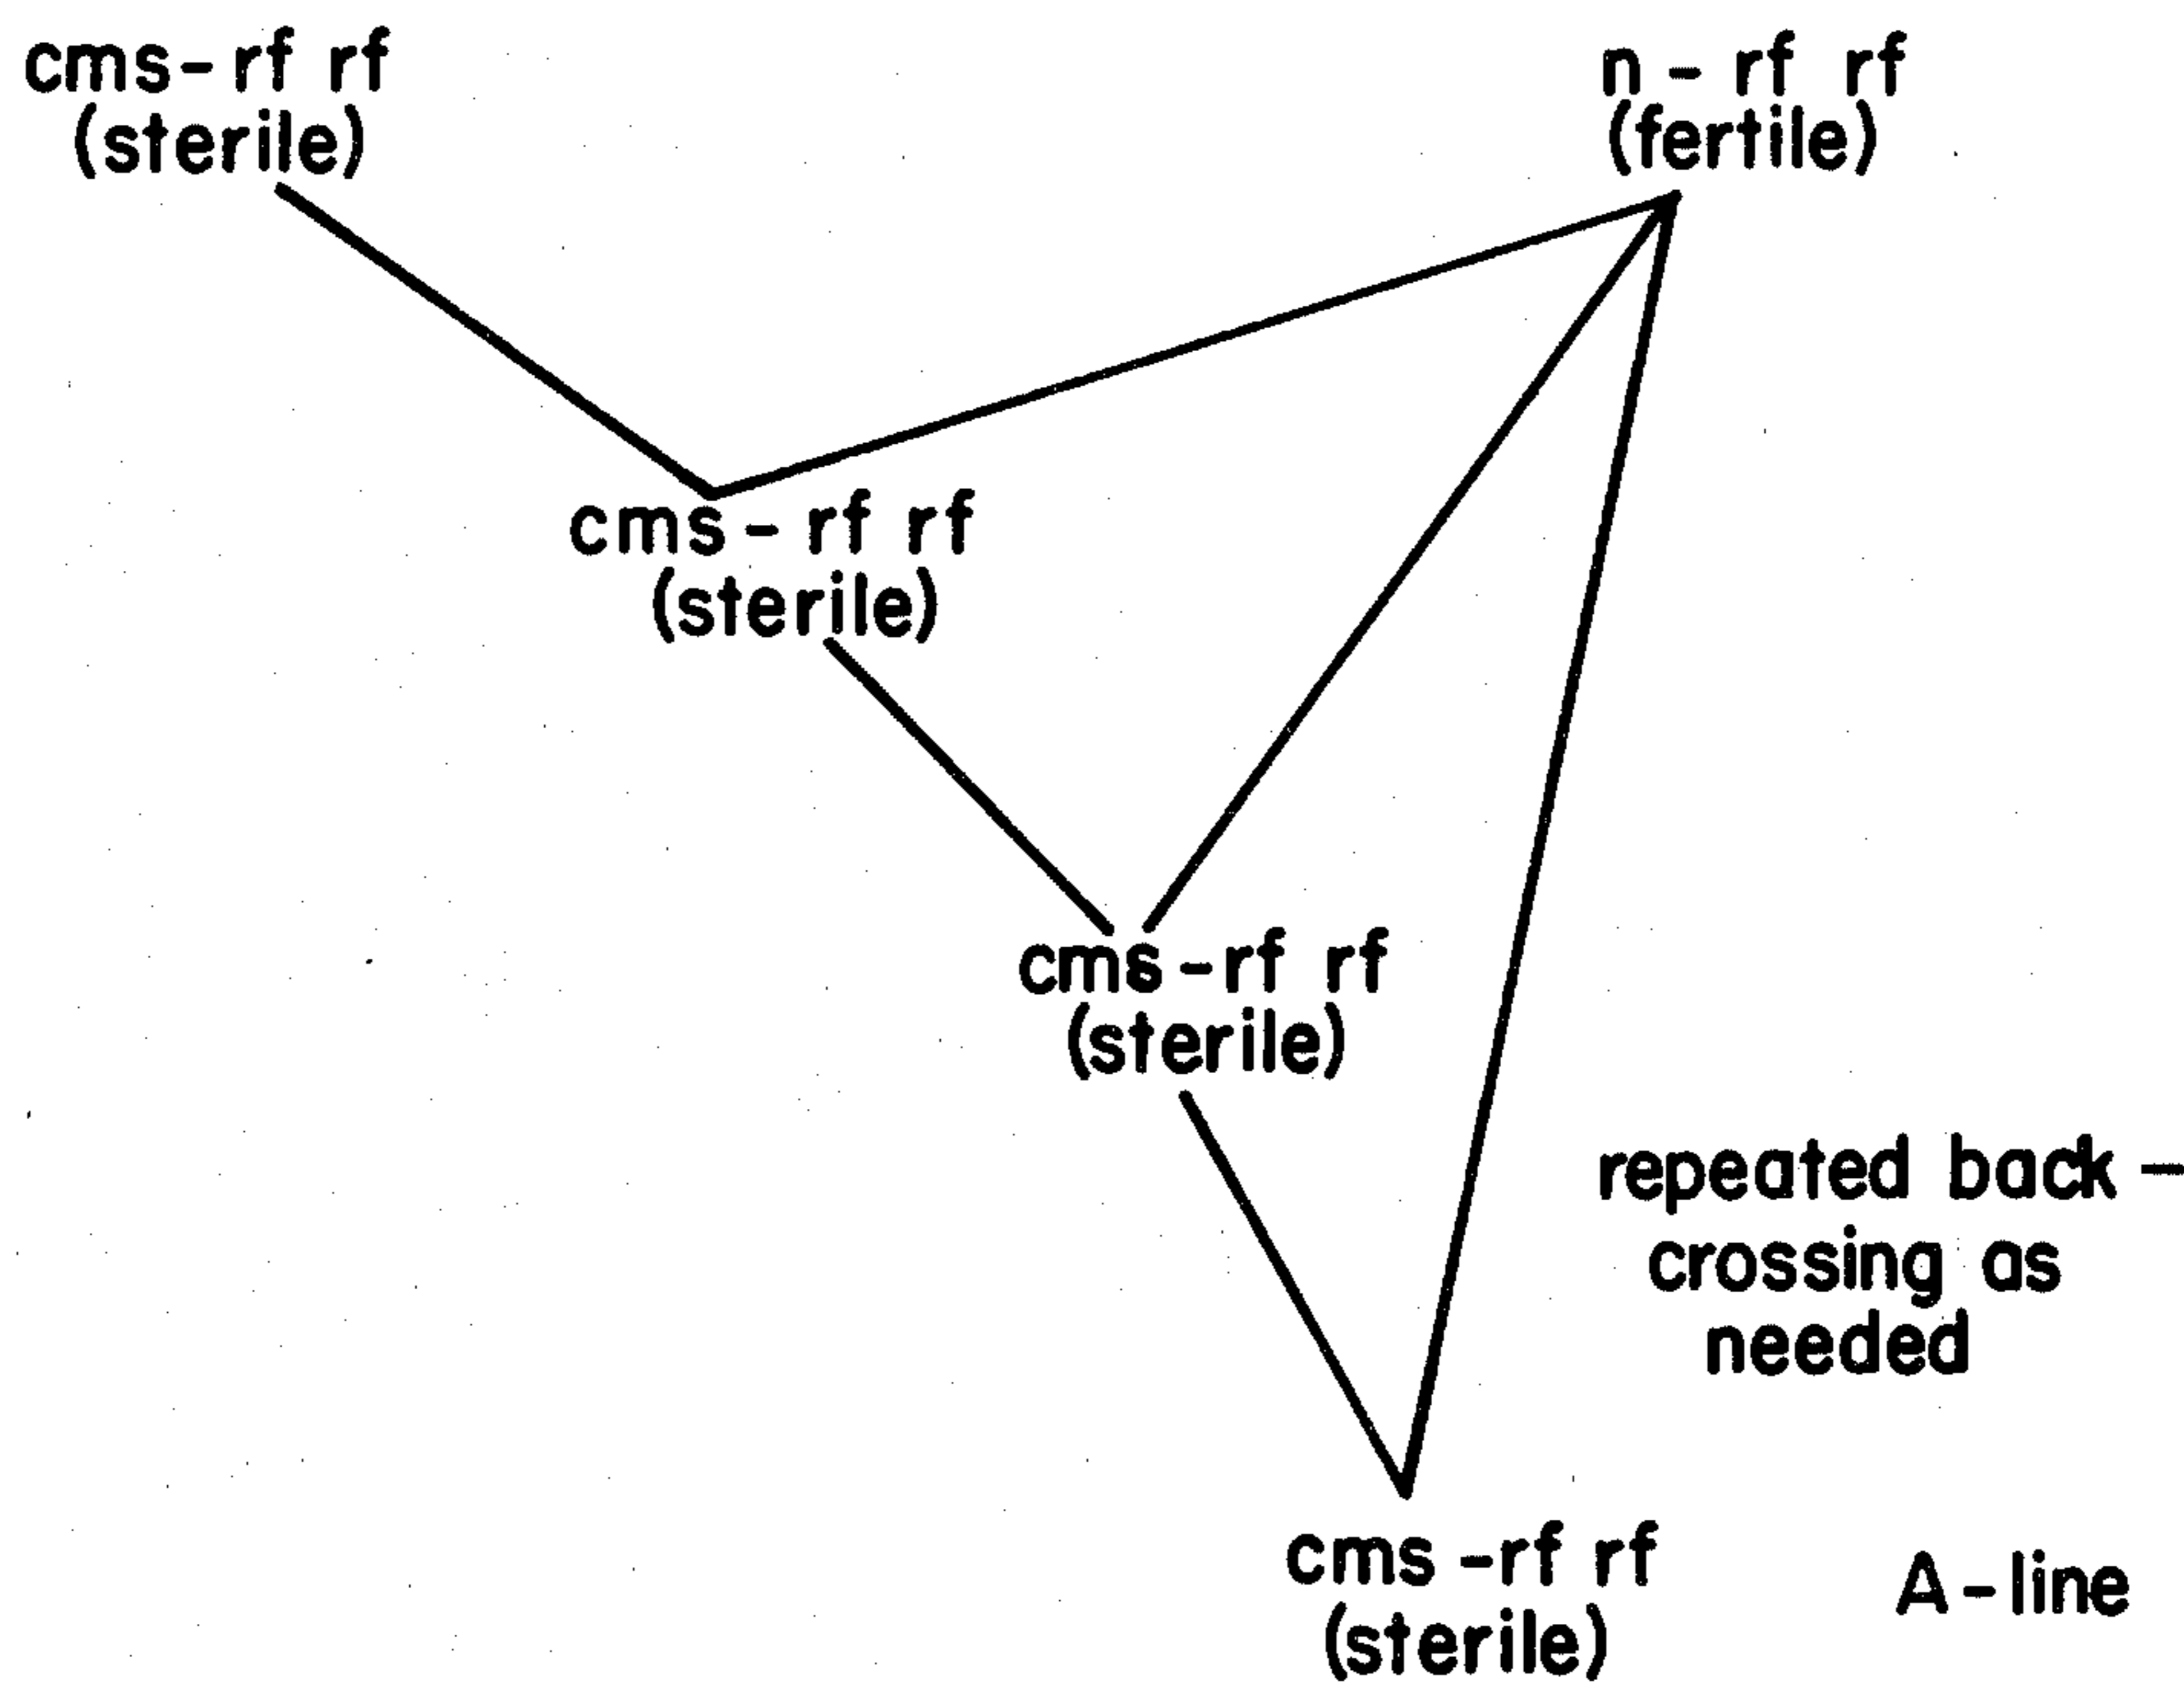 cms- rf rf
(sterile)
n - rf rf
(fertile)
cms - rf rf
(sterile)
cms -rf rf
(sterile)
repeated back -
crossing as
needed
cms -rf rf
(sterile)
A-line